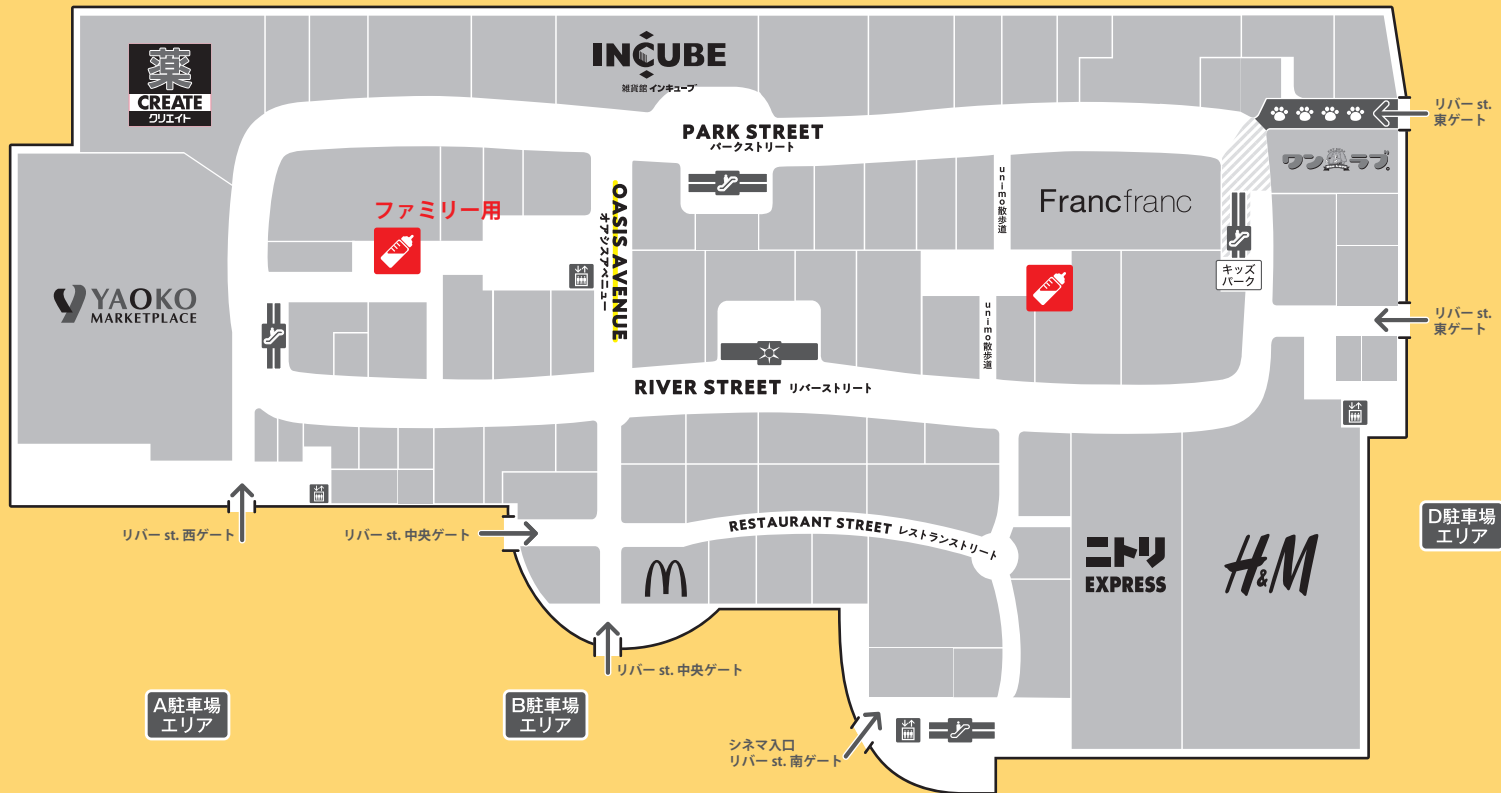 薬
CREATE
クリエイト
INCUBE
雑貨館 インキューブ
PARK STREET
パークストリート
リバー st.
東ゲート
ワンラブ
unimo散歩道
Francfranc
キッズ
パーク
ファミリー用
OASIS AVENUE
オアシスアベニュー
YAOKO
MARKETPLACE
リバー st.
東ゲート
unimo散歩道
RIVER STREET リバーストリート
リバー st. 西ゲート
リバー st. 中央ゲート
RESTAURANT STREET レストランストリート
D駐車場
エリア
ニトリ
EXPRESS
H&M
リバー st. 中央ゲート
A駐車場
エリア
B駐車場
エリア
シネマ入口
リバー st. 南ゲート